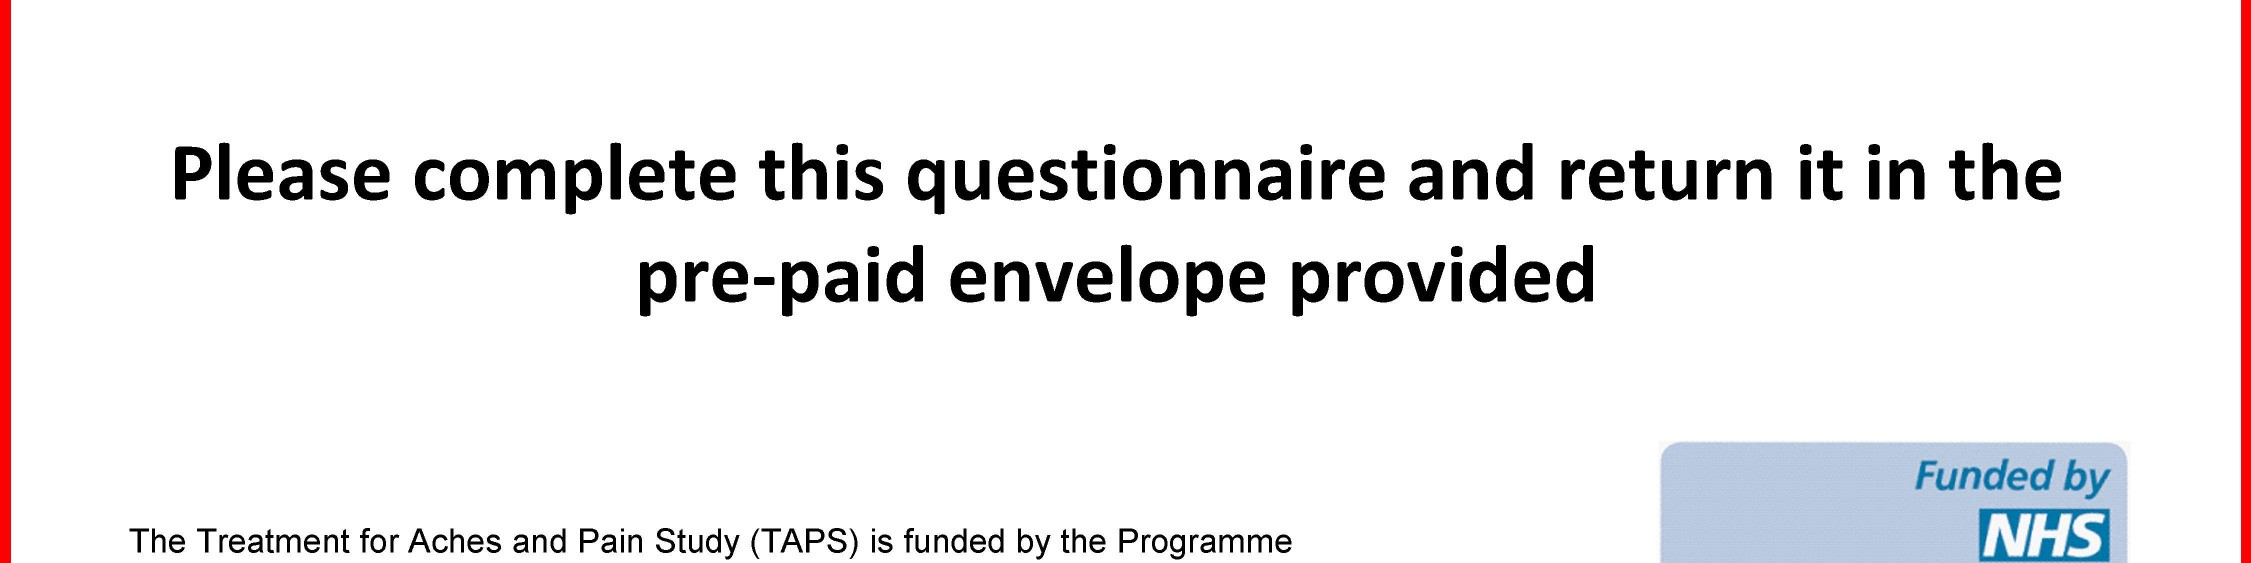 Please complete this questionnaire and return it in the
pre-paid envelope provided
Funded by
NHS
The Treatment for Aches and Pain Study (TAPS) is funded by the Programme